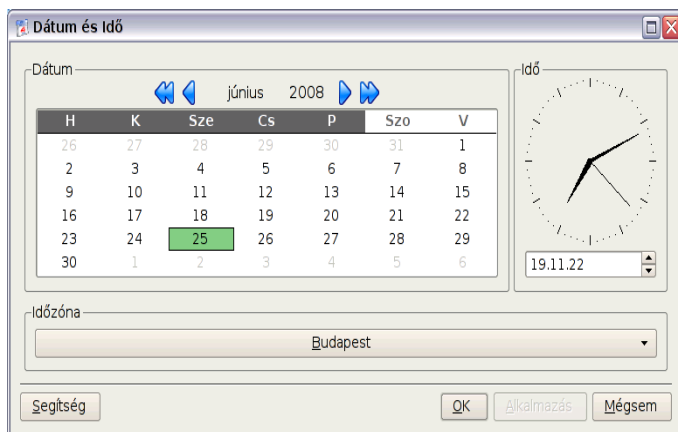 Dátum és Idő
Dátum
június 2008
H K Sze Cs P Szo V
26 27 28 29 30 31 1
2 3 4 5 6 7 8
9 10 11 12 13 14 15
16 17 18 19 20 21 22
23 24 25 26 27 28 29
30 1 2 3 4 5 6
Idő
19.11.22
Időzóna
Budapest
Segítség OK Alkalmazás Mégsem